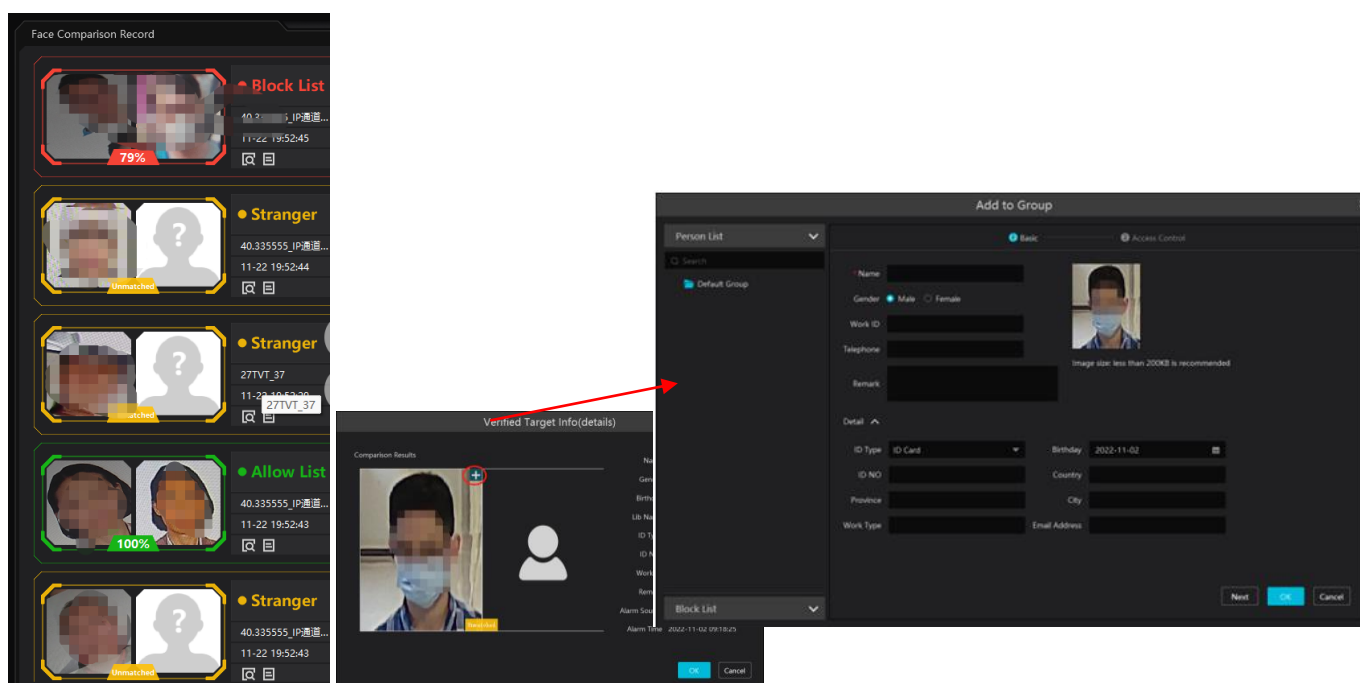 Face Comparison Record
Block List
11-22 19:52:45
79%
Stranger
40.335555_IP通道...
11-22 19:52:44
Unmatched
Stranger
27TVT_37
27TVT_37
Unmatched
Allow List
40.335555_IP通道...
11-22 19:52:43
100%
Stranger
40.335555_IP通道...
11-22 19:52:43
Unmatched
Verified Target Info(details)
Comparison Results
Unmatched
Alarm Time 2022-11-02 09:18:25
OK Cancel
Add to Group
Person List
Search
Default Group
Block List
Basic
Access Control
*Name
Gender Male Female
Work ID
Telephone
Image size: less than 200KB is recommended
Remark
Detail
ID Type ID Card Birthday 2022-11-02
ID NO Country
Province City
Work Type Email Address
Next OK Cancel